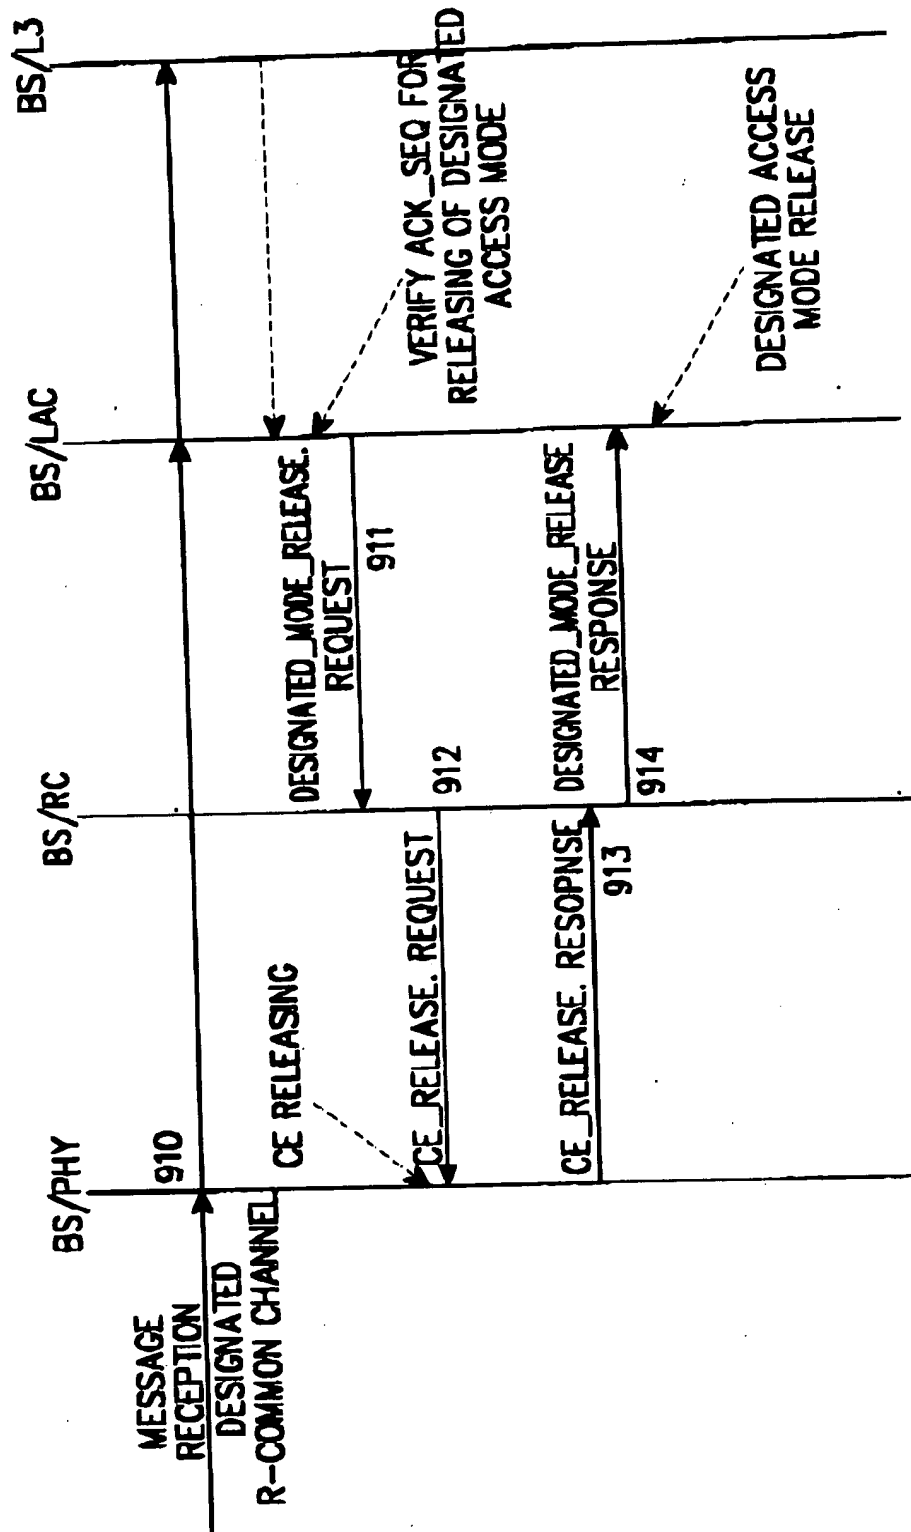 BS/PHY
BS/RC
BS/LAC
BS/L3
MESSAGE
RECEPTION
910
DESIGNATED
R-COMMON CHANNEL
CE RELEASING
DESIGNATED_MODE_RELEASE.
REQUEST
911
VERIFY ACK_SEQ FOR
RELEASING OF DESIGNATED
ACCESS MODE
CE_RELEASE. REQUEST
912
CE_RELEASE. RESOPNSE
913
DESIGNATED_MODE_RELEASE
RESPONSE
914
DESIGNATED ACCESS
MODE RELEASE